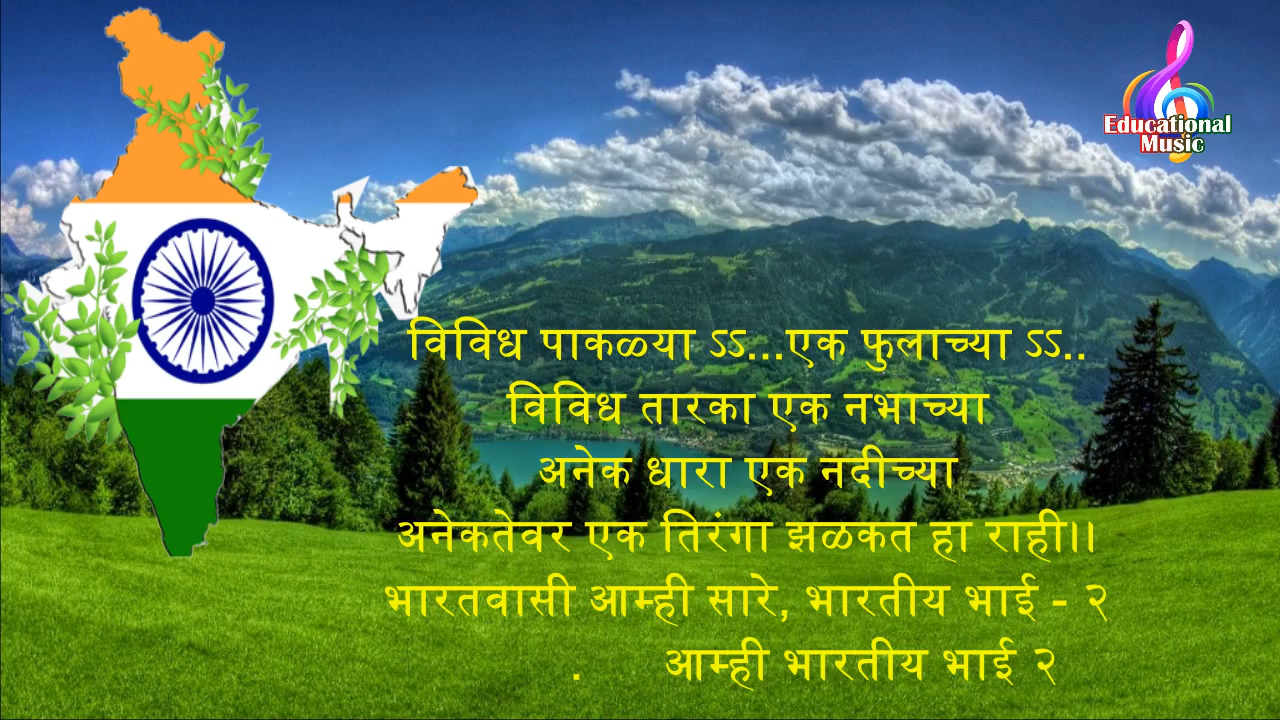 Educational
Music
विविध पाकळ्या ऽऽ...एक फुलाच्या ऽऽ..
विविध तारका एक नभाच्या
अनेक धारा एक नदीच्या
अनेकतेवर एक तिरंगा झळकत हा राही।।
भारतवासी आम्ही सारे, भारतीय भाई - २
. आम्ही भारतीय भाई २